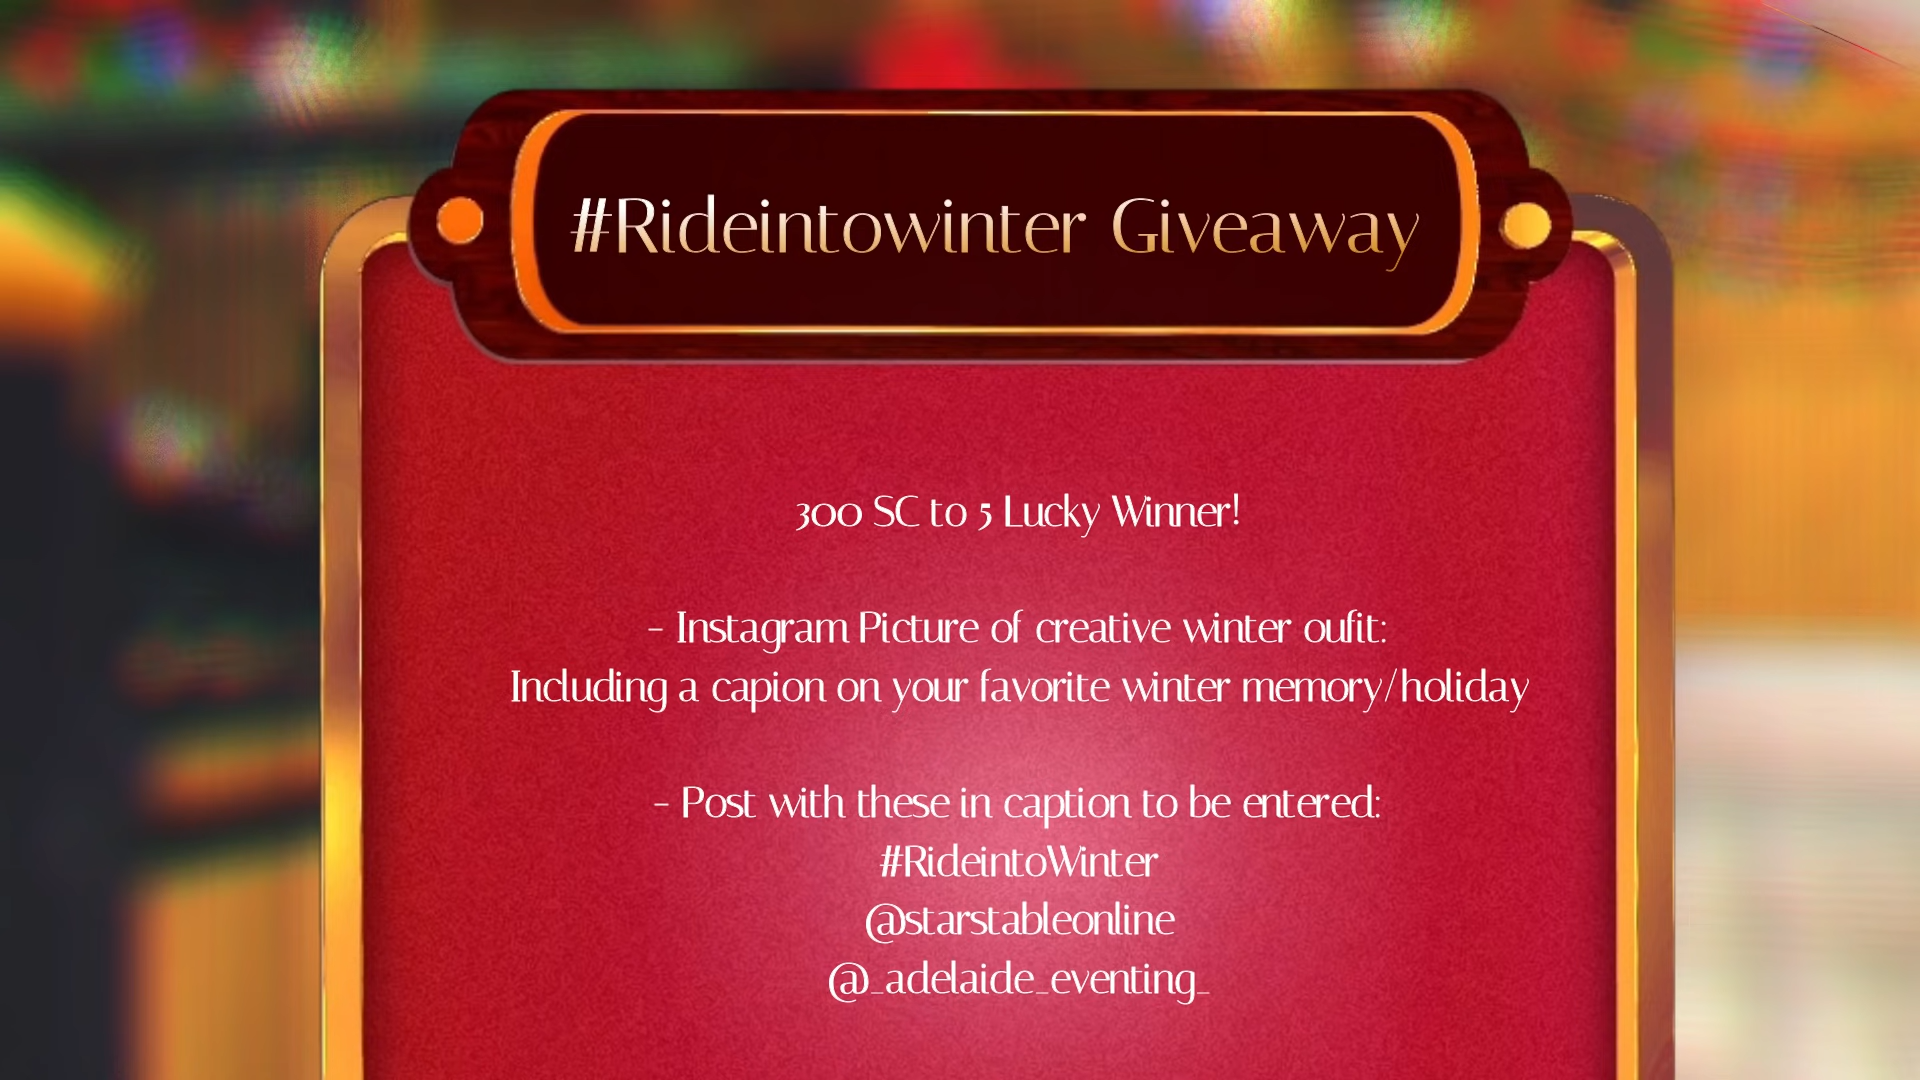 #Rideintowinter Giveaway
300 SC to 5 Lucky Winner!
- Instagram Picture of creative winter oufit:
Including a capion on your favorite winter memory/holiday
- Post with these in caption to be entered:
#RideintoWinter
@starstableonline
@_adelaide_eventing_